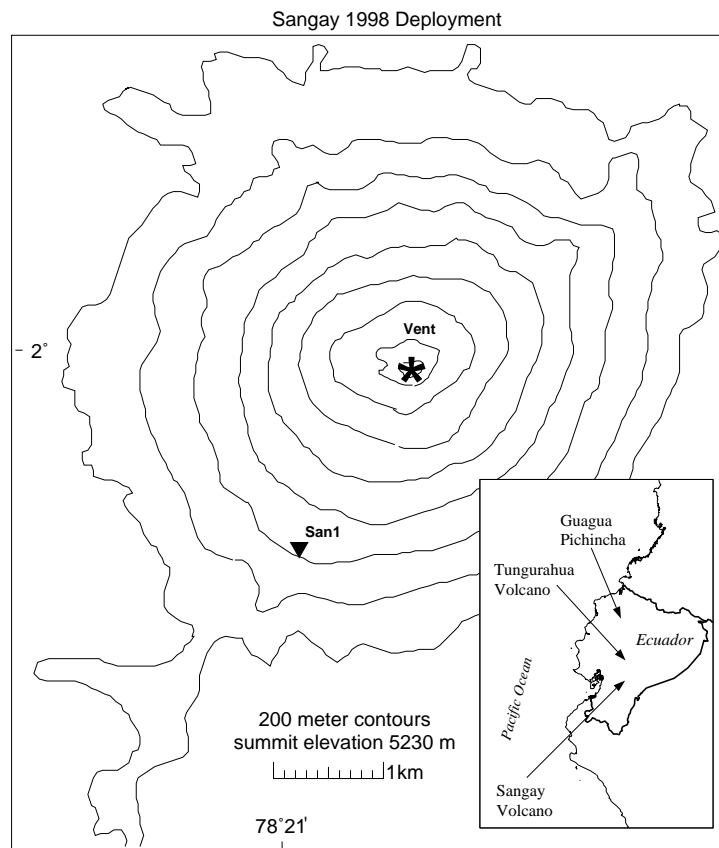 Sangay 1998 Deployment
Vent
2°
San1
Guagua
Pichincha
Tungurahua
Volcano
Ecuador
Pacific Ocean
Sangay
Volcano
200 meter contours
summit elevation 5230 m
1km
78°21'